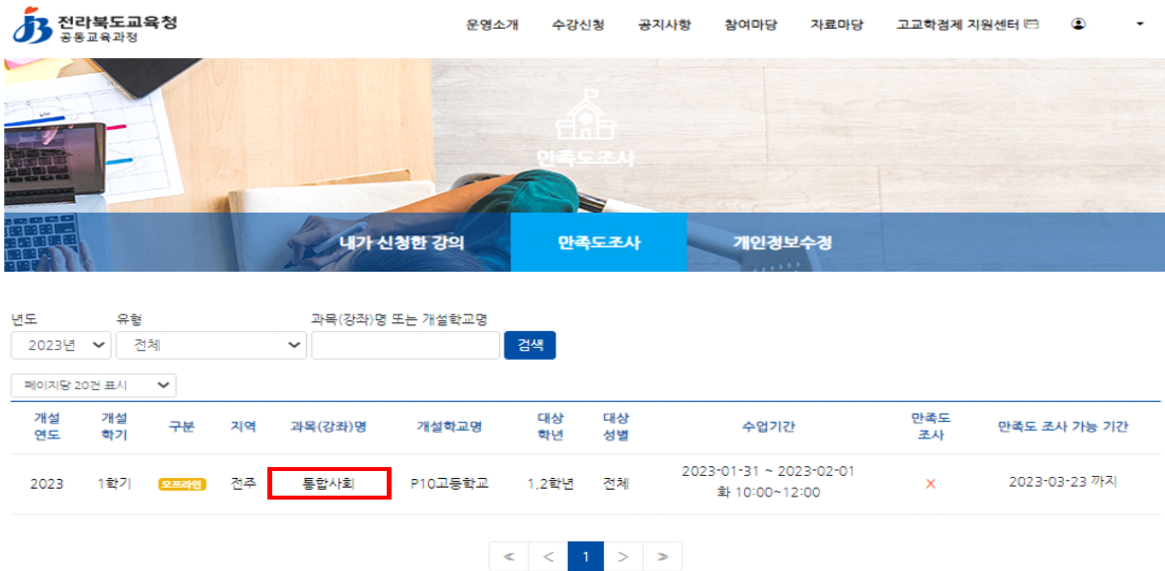 전라북도교육청
공동교육과정
운영소개 수강신청 공지사항 참여마당 자료마당 고교학점제 지원센터
만족도조사
내가 신청한 강의 만족도조사 개인정보수정
년도 유형 과목(강좌)명 또는 개설학교명
2023년 전체 검색
페이지당 20건 표시
개설 연도 개설 학기 구분 지역 과목(강좌)명 개설학교명 대상 학년 대상 성별 수업기간 만족도 조사 만족도 조사 가능 기간
2023 1학기 오프라인 전주 통합사회 P10고등학교 1,2학년 전체 2023-01-31 ~ 2023-02-01 화 10:00~12:00 X 2023-03-23 까지
≪ < 1 > ≫